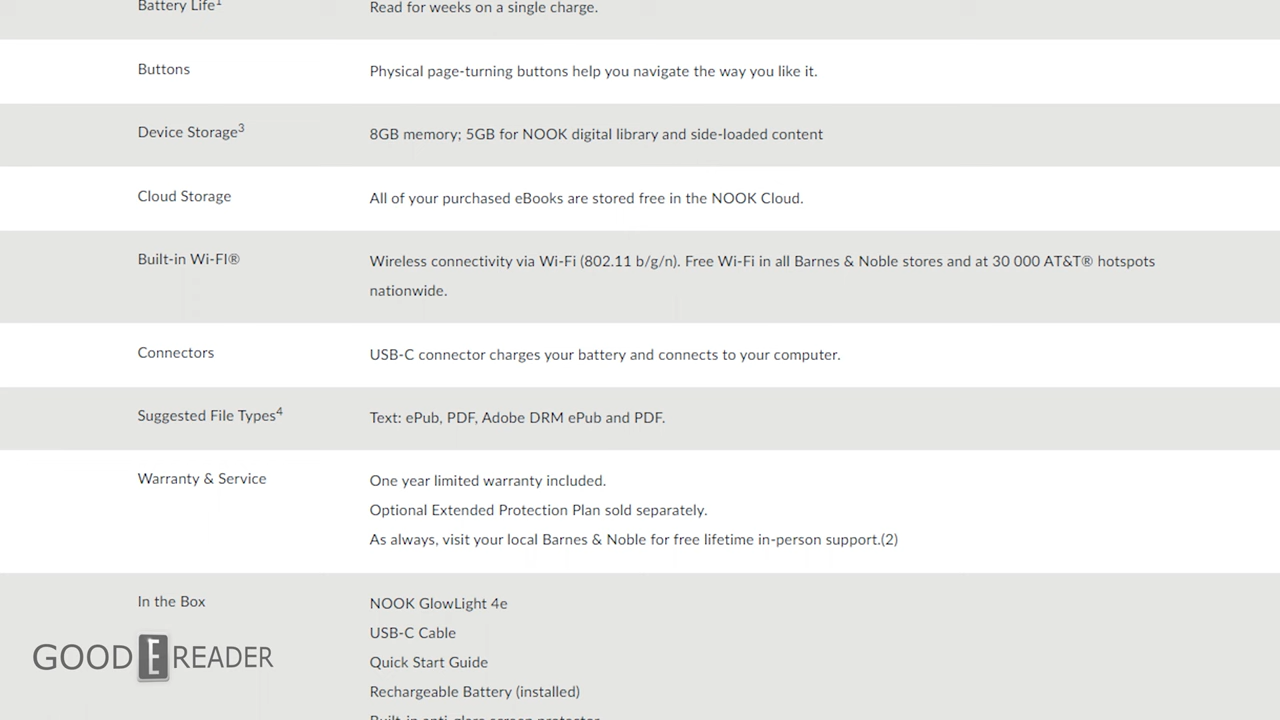 Battery Life1
Read for weeks on a single charge.
Buttons
Physical page-turning buttons help you navigate the way you like it.
Device Storage3
8GB memory; 5GB for NOOK digital library and side-loaded content
Cloud Storage
All of your purchased eBooks are stored free in the NOOK Cloud.
Built-in Wi-FI®
Wireless connectivity via Wi-Fi (802.11 b/g/n). Free Wi-Fi in all Barnes & Noble stores and at 30 000 AT&T® hotspots
nationwide.
Connectors
USB-C connector charges your battery and connects to your computer.
Suggested File Types4
Text: ePub, PDF, Adobe DRM ePub and PDF.
Warranty & Service
One year limited warranty included.
Optional Extended Protection Plan sold separately.
As always, visit your local Barnes & Noble for free lifetime in-person support.(2)
In the Box
NOOK GlowLight 4e
USB-C Cable
Quick Start Guide
Rechargeable Battery (installed)
Built-in anti-glare screen protector
GOOD E READER